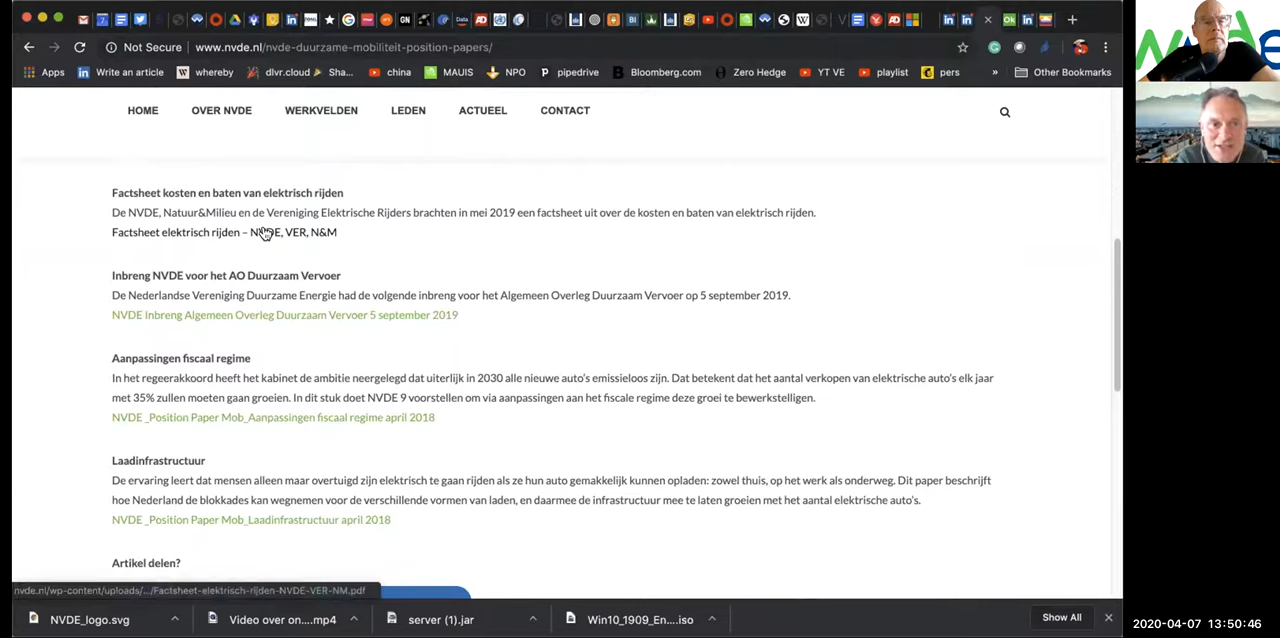 Not Secure
www.nvde.nl/nvde-duurzame-mobiliteit-position-papers/
Apps
Write an article
whereby
dlvr.cloud
Sha...
china
MAUIS
NPO
pipedrive
Bloomberg.com
Zero Hedge
YT VE
playlist
pers
»
Other Bookmarks
HOME
OVER NVDE
WERKVELDEN
LEDEN
ACTUEEL
CONTACT
Factsheet kosten en baten van elektrisch rijden
De NVDE, Natuur&Milieu en de Vereniging Elektrische Rijders brachten in mei 2019 een factsheet uit over de kosten en baten van elektrisch rijden.
Factsheet elektrisch rijden – NVDE, VER, N&M
Inbreng NVDE voor het AO Duurzaam Vervoer
De Nederlandse Vereniging Duurzame Energie had de volgende inbreng voor het Algemeen Overleg Duurzaam Vervoer op 5 september 2019.
NVDE Inbreng Algemeen Overleg Duurzaam Vervoer 5 september 2019
Aanpassingen fiscaal regime
In het regeerakkoord heeft het kabinet de ambitie neergelegd dat uiterlijk in 2030 alle nieuwe auto's emissieloos zijn. Dat betekent dat het aantal verkopen van elektrische auto's elk jaar
met 35% zullen moeten gaan groeien. In dit stuk doet NVDE 9 voorstellen om via aanpassingen aan het fiscale regime deze groei te bewerkstelligen.
NVDE _Position Paper Mob_Aanpassingen fiscaal regime april 2018
Laadinfrastructuur
De ervaring leert dat mensen alleen maar overtuigd zijn elektrisch te gaan rijden als ze hun auto gemakkelijk kunnen opladen: zowel thuis, op het werk als onderweg. Dit paper beschrijft
hoe Nederland de blokkades kan wegnemen voor de verschillende vormen van laden, en daarmee de infrastructuur mee te laten groeien met het aantal elektrische auto's.
NVDE _Position Paper Mob_Laadinfrastructuur april 2018
Artikel delen?
nvde.nl/wp-content/uploads/.../Factsheet-elektrisch-rijden-NVDE-VER-NM.pdf
NVDE_logo.svg
Video over on....mp4
server (1).jar
Win10_1909_En....iso
Show All
2020-04-07 13:50:46